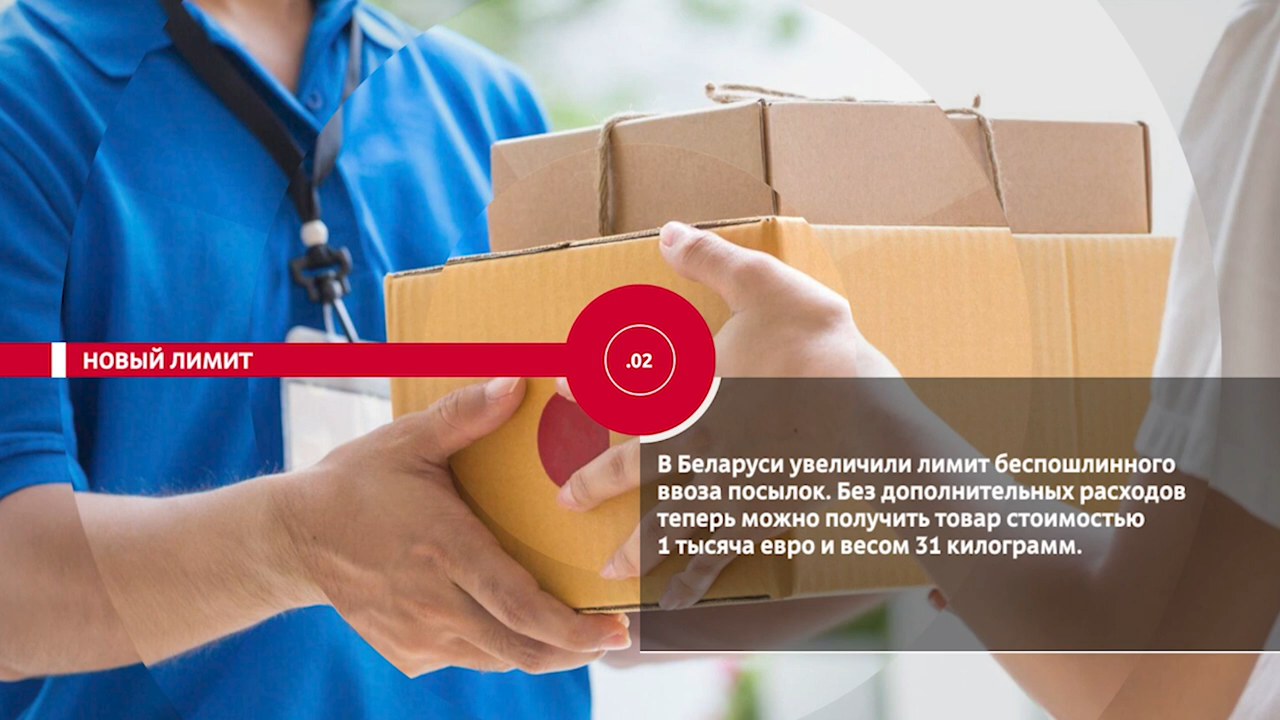 НОВЫЙ ЛИМИТ
.02
В Беларуси увеличили лимит беспошлинного
ввоза посылок. Без дополнительных расходов
теперь можно получить товар стоимостью
1 тысяча евро и весом 31 килограмм.